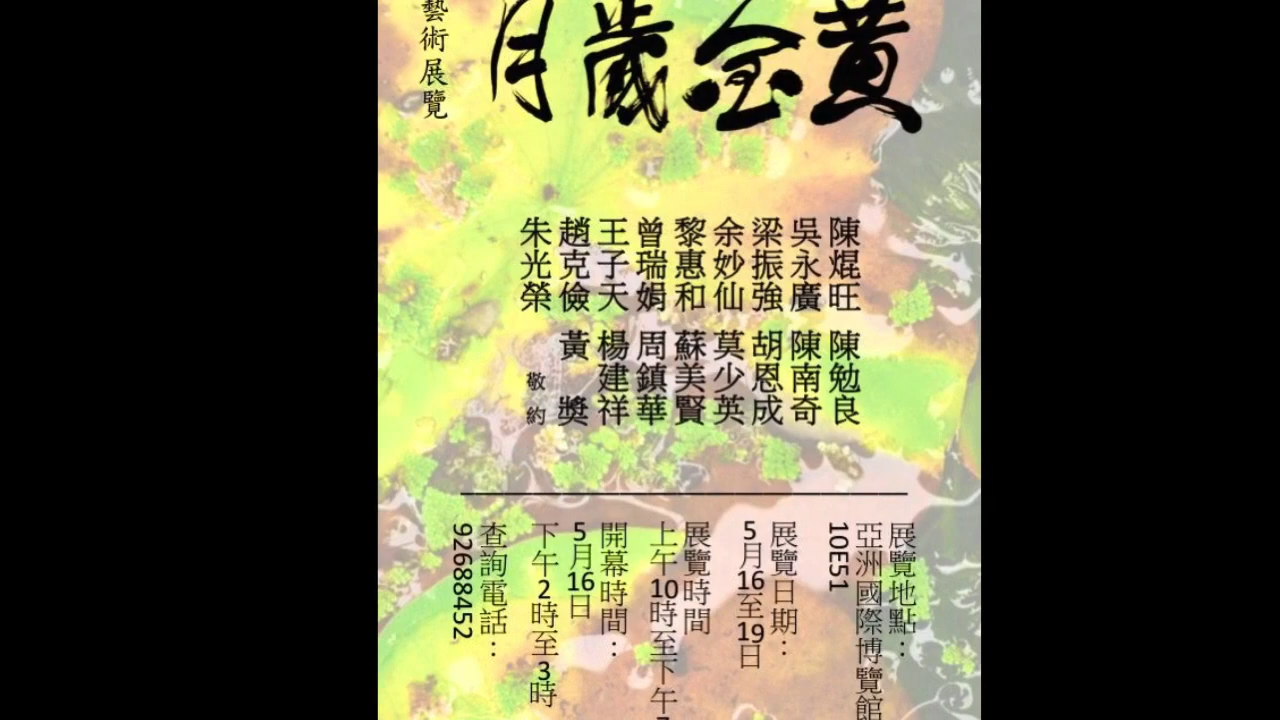 黃金歲月
藝術展覽
陳焜旺 陳勉良
吳永廣 陳南奇
梁振強 胡恩成
余妙仙 莫少英
黎惠和 蘇美賢
曾瑞娟 周鎮華
王子天 楊建祥
趙克儉 黃獎
朱光榮 敬約
展覽地點：
亞洲國際博覽館
10E51
展覽日期：
5月16至19日
展覽時間
上午10時至下午
開幕時間：
5月16日
下午2時至3時
查詢電話：
92688452